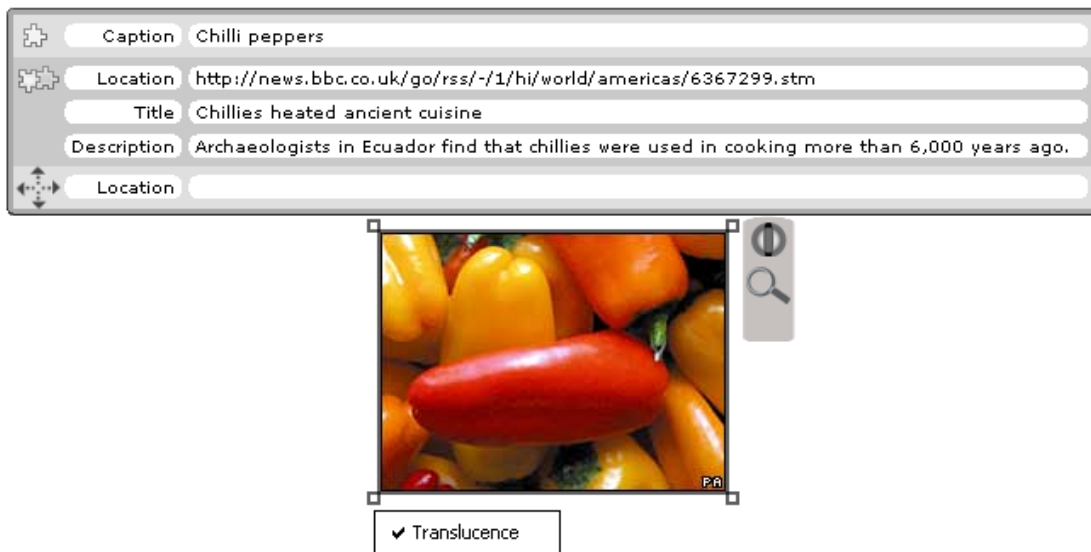 Caption Chilli peppers
Location http://news.bbc.co.uk/go/rss/-/1/hi/world/americas/6367299.stm
Title Chillies heated ancient cuisine
Description Archaeologists in Ecuador find that chillies were used in cooking more than 6,000 years ago.
Location
PA
✔ Translucence